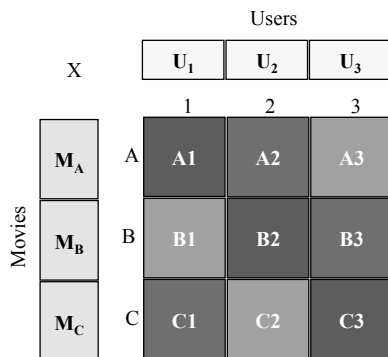 Users
X
U1 U2 U3
1 2 3
Movies
MA A A1 A2 A3
MB B B1 B2 B3
MC C C1 C2 C3